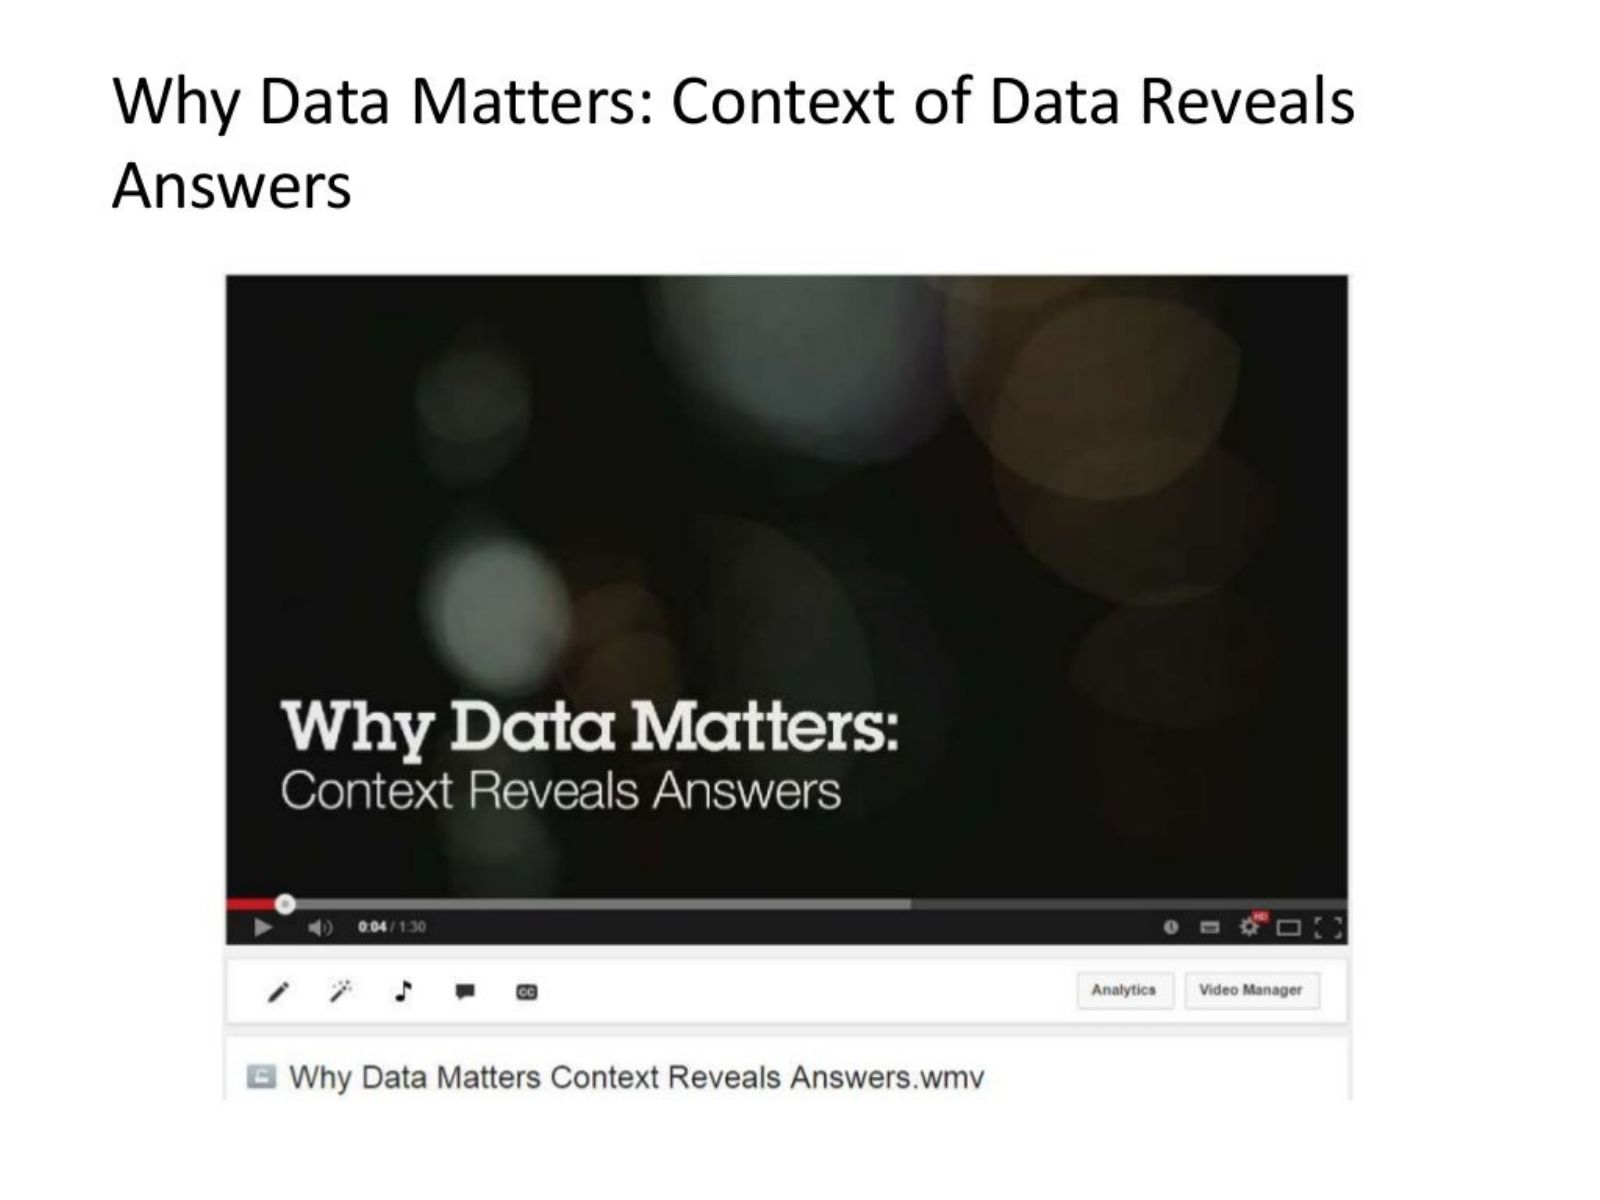 Why Data Matters: Context of Data Reveals
Answers
Why Data Matters:
Context Reveals Answers
0:04 / 1:30
HD
CC
Analytics
Video Manager
Why Data Matters Context Reveals Answers.wmv